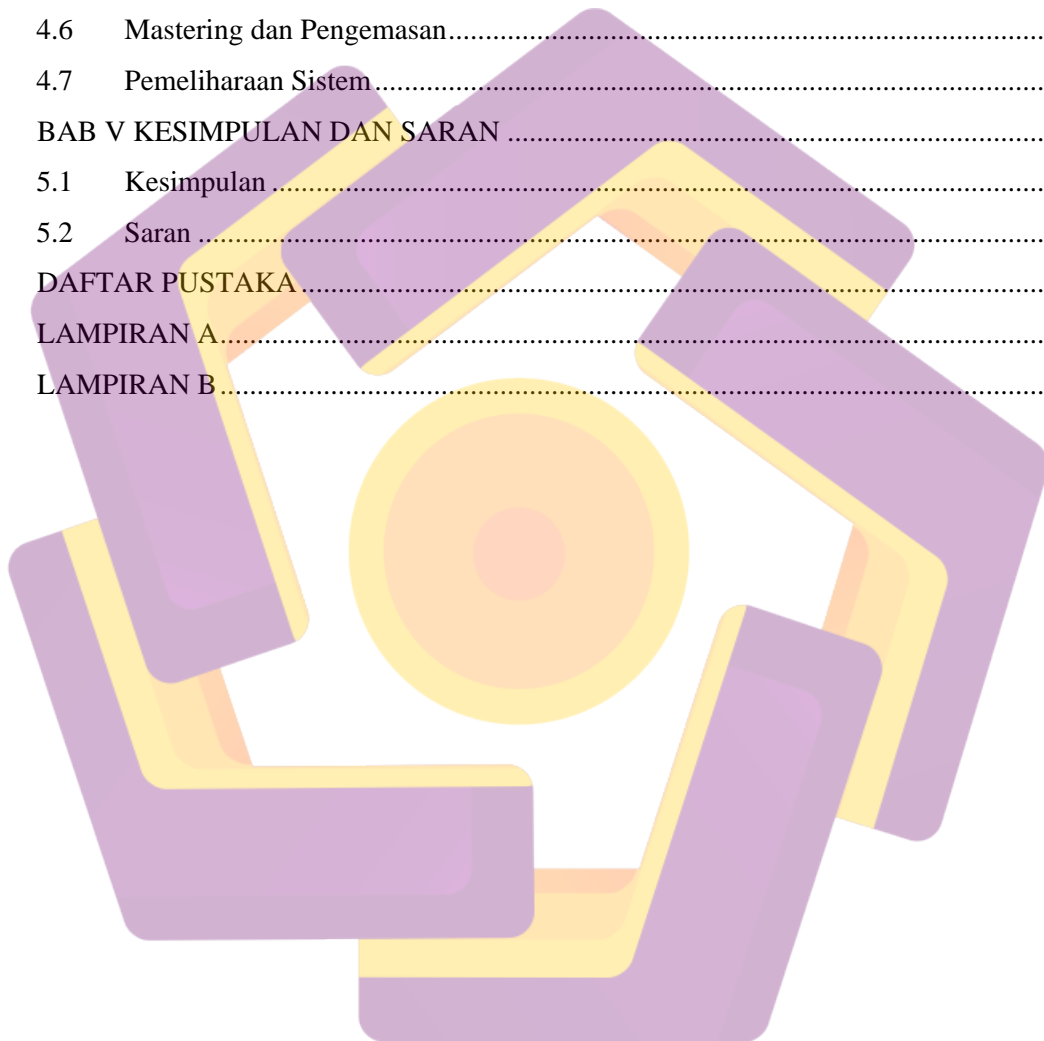 4.6 Mastering dan Pengemasan..........................................................................
4.7 Pemeliharaan Sistem....................................................................................
BAB V KESIMPULAN DAN SARAN ..................................................................
5.1 Kesimpulan ..................................................................................................
5.2 Saran ............................................................................................................
DAFTAR PUSTAKA..............................................................................................
LAMPIRAN A.........................................................................................................
LAMPIRAN B.........................................................................................................